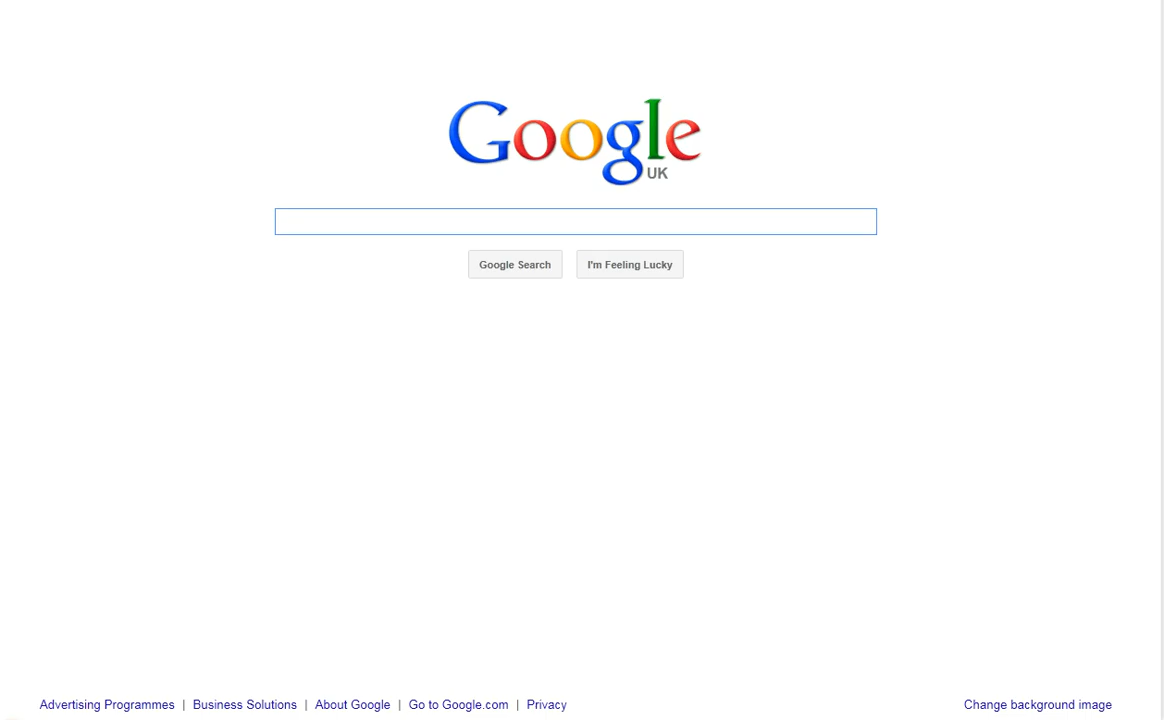 Google
UK
Google Search I'm Feeling Lucky
Advertising Programmes | Business Solutions | About Google | Go to Google.com | Privacy Change background image